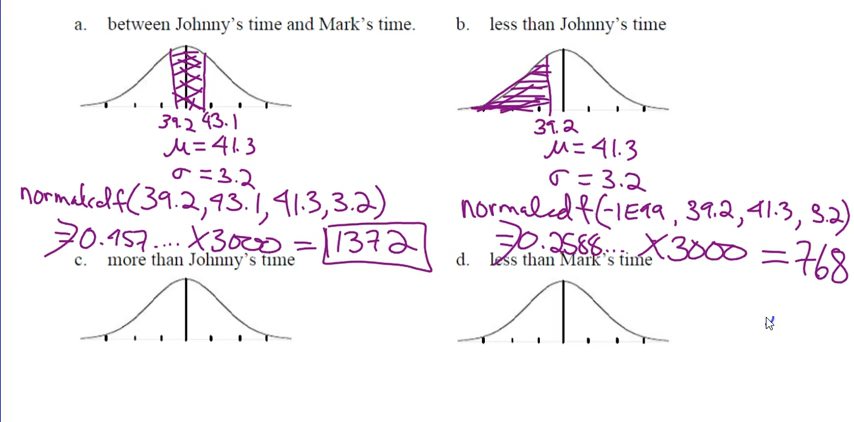 a. between Johnny's time and Mark's time.
39.2 43.1
μ = 41.3
σ = 3.2
normalcdf(39.2, 43.1, 41.3, 3.2)
→ 0.457.... × 3000 = 1372
b. less than Johnny's time
39.2
μ = 41.3
σ = 3.2
normalcdf(-1E99, 39.2, 41.3, 3.2)
→ 0.2588... × 3000 = 768
c. more than Johnny's time
d. less than Mark's time